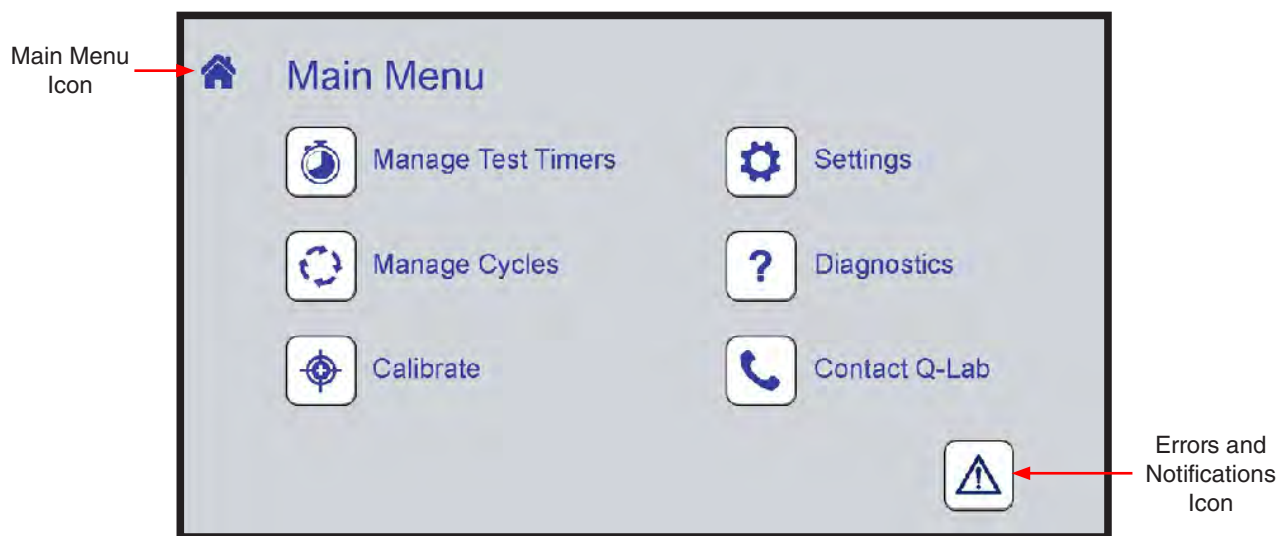 Main Menu
Icon
Main Menu
Manage Test Timers
Settings
Manage Cycles
?
Diagnostics
Calibrate
Contact Q-Lab
Errors and
Notifications
Icon